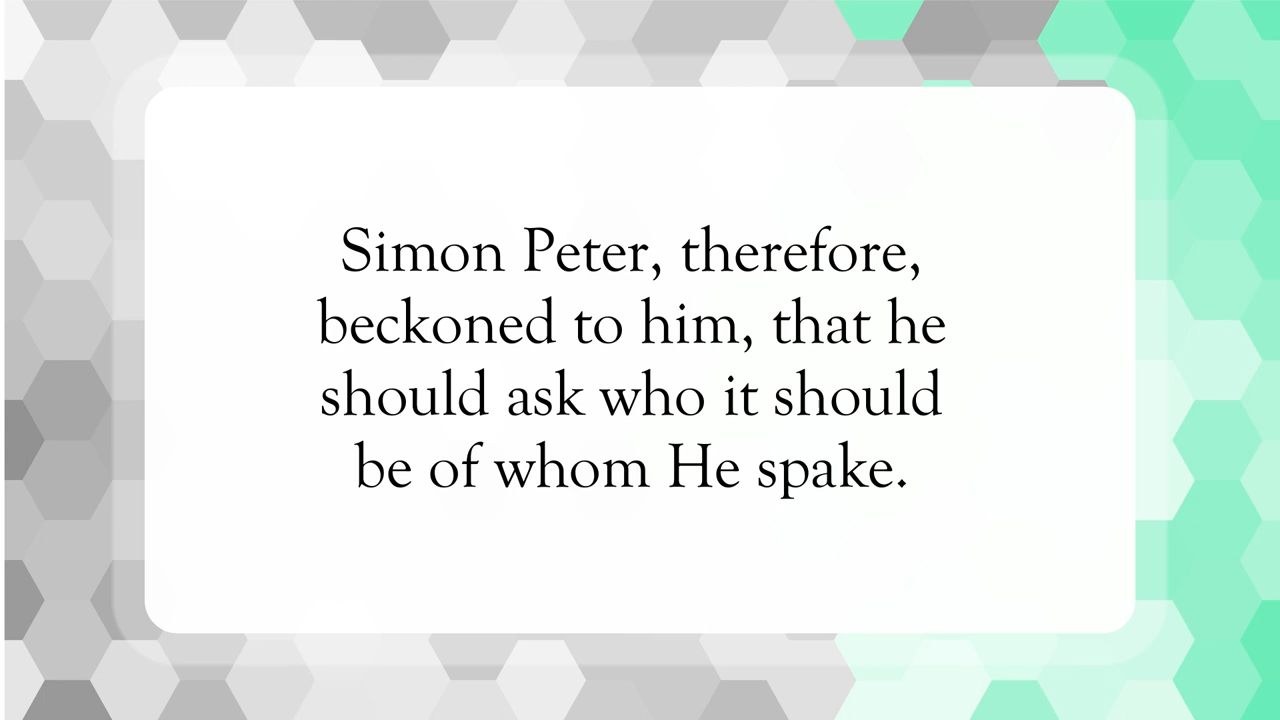 Simon Peter, therefore,
beckoned to him, that he
should ask who it should
be of whom He spake.